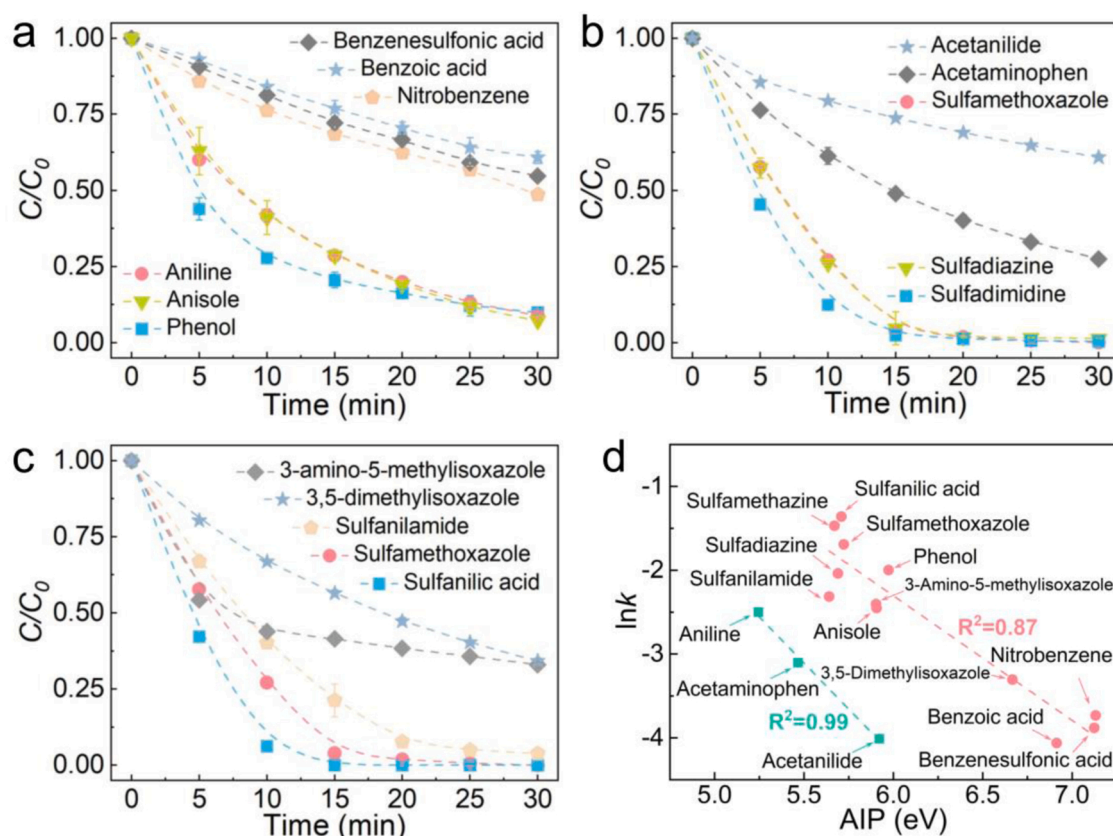 a
1.00
0.75
0.50
0.25
0.00
C/C0
Benzenesulfonic acid
Benzoic acid
Nitrobenzene
Aniline
Anisole
Phenol
0 5 10 15 20 25 30
Time (min)
b
1.00
0.75
0.50
0.25
0.00
C/C0
Acetanilide
Acetaminophen
Sulfamethoxazole
Sulfadiazine
Sulfadimidine
0 5 10 15 20 25 30
Time (min)
c
1.00
0.75
0.50
0.25
0.00
C/C0
3-amino-5-methylisoxazole
3,5-dimethylisoxazole
Sulfanilamide
Sulfamethoxazole
Sulfanilic acid
0 5 10 15 20 25 30
Time (min)
d
-1
-2
-3
-4
lnk
Sulfamethazine
Sulfanilic acid
Sulfamethoxazole
Sulfadiazine
Phenol
Sulfanilamide
3-Amino-5-methylisoxazole
Aniline
Anisole
R²=0.87
Nitrobenzene
3,5-Dimethylisoxazole
Acetaminophen
R²=0.99
Benzoic acid
Acetanilide
Benzenesulfonic acid
5.0 5.5 6.0 6.5 7.0
AIP (eV)